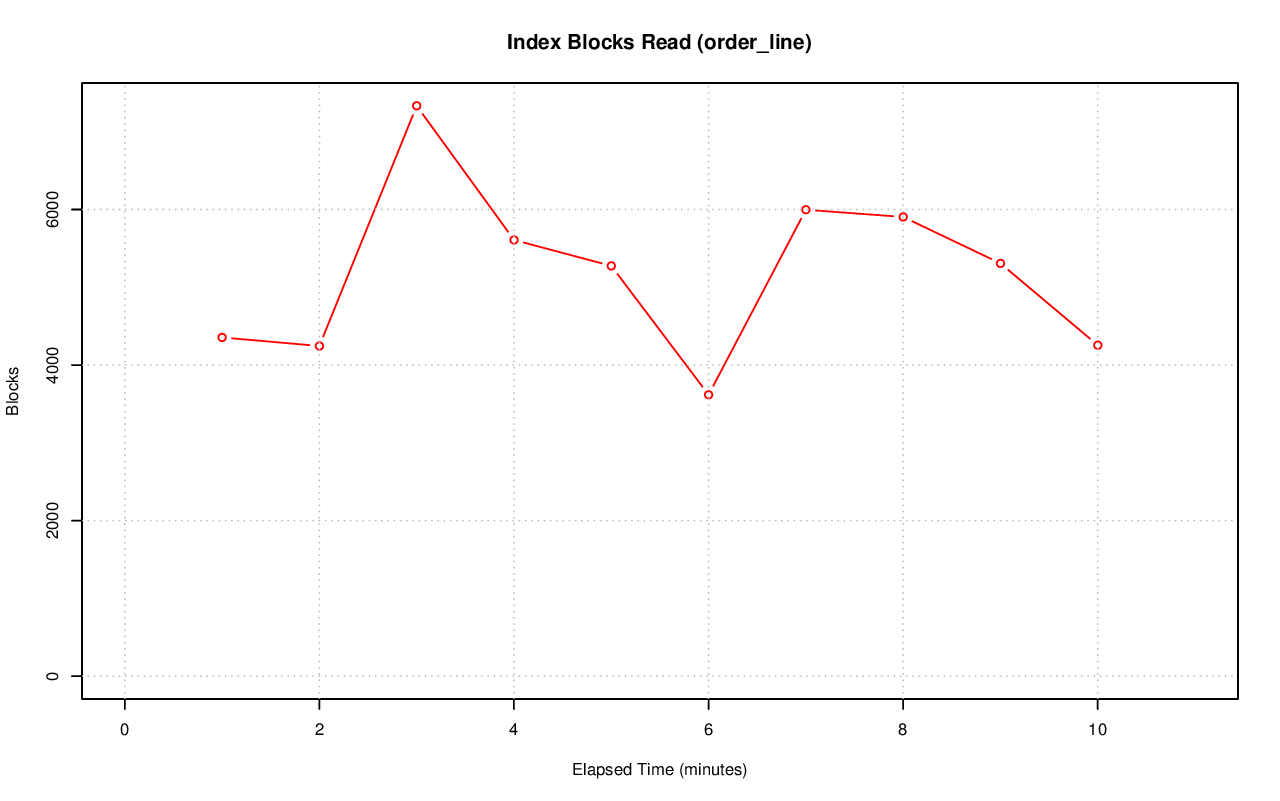 Index Blocks Read (order_line)
Blocks
6000
4000
2000
0
0 2 4 6 8 10
Elapsed Time (minutes)